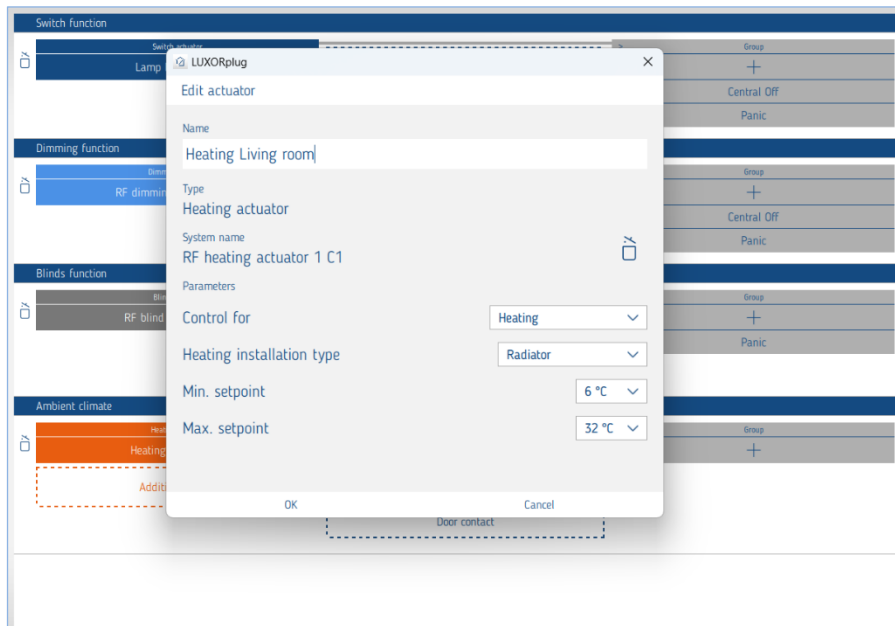 Switch function
Switch actuator
Group
Lamp
Central Off
Panic
LUXORplug
Edit actuator
Name
Heating Living room
Type
Heating actuator
System name
RF heating actuator 1 C1
Parameters
Control for
Heating
Heating installation type
Radiator
Min. setpoint
6 °C
Max. setpoint
32 °C
OK
Cancel
Dimming function
Group
RF
Central Off
Panic
Blinds function
Group
RF blind
Panic
Ambient climate
Group
Heating
Door contact